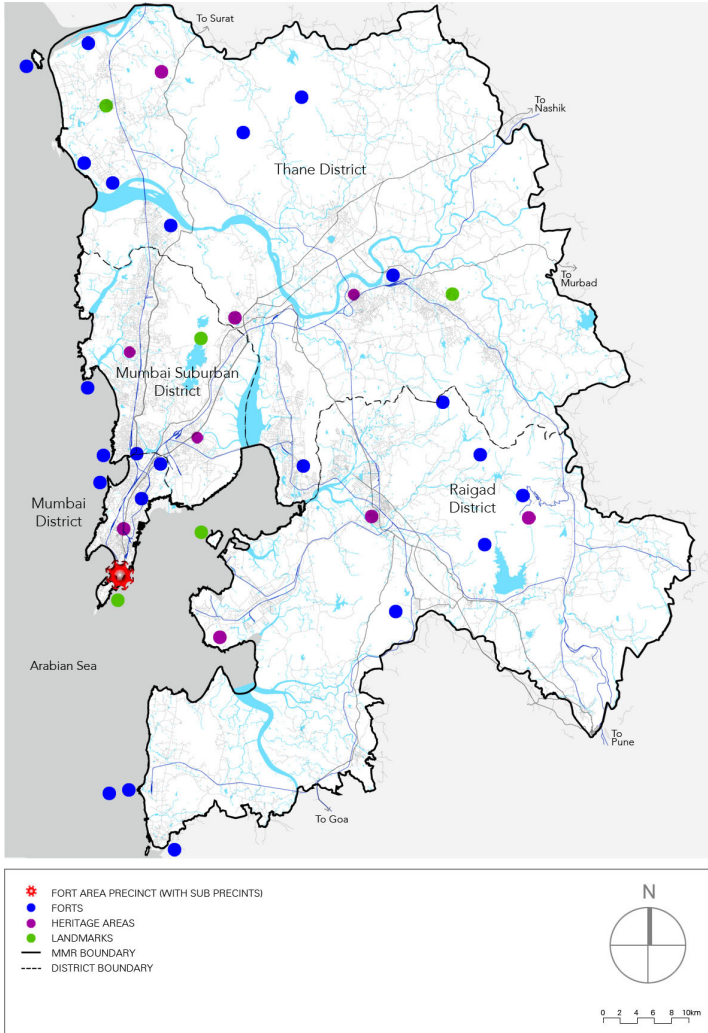 To Surat
To
Nashik
Thane District
To
Murbad
Mumbai Suburban
District
Mumbai
District
Raigad
District
Arabian Sea
To
Pune
To Goa
FORT AREA PRECINCT (WITH SUB PRECINTS)
FORTS
HERITAGE AREAS
LANDMARKS
MMR BOUNDARY
DISTRICT BOUNDARY
N
0 2 4 6 8 10km